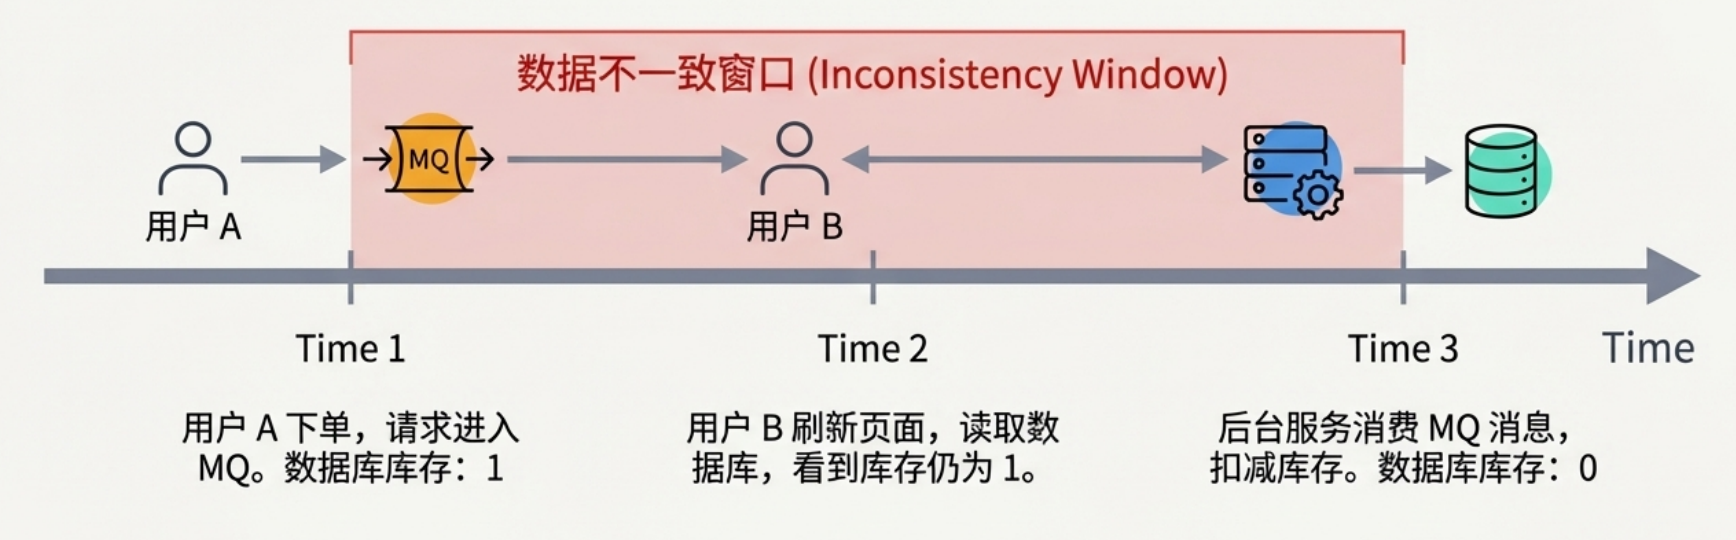 数据不一致窗口 (Inconsistency Window)
MQ
用户 A
用户 B
Time 1
Time 2
Time 3
Time
用户 A 下单，请求进入
MQ。数据库库存：1
用户 B 刷新页面，读取数
据库，看到库存仍为 1。
后台服务消费 MQ 消息，
扣减库存。数据库库存：0